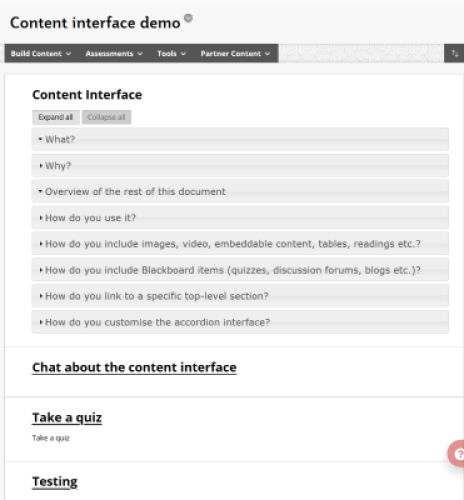 Content interface demo
Build Content Assessments Tools Partner Content
Content Interface
Expand all Collapse all
What?
Why?
Overview of the rest of this document
How do you use it?
How do you include images, video, embeddable content, tables, readings etc.?
How do you include Blackboard items (quizzes, discussion forums, blogs etc.)?
How do you link to a specific top-level section?
How do you customise the accordion interface?
Chat about the content interface
Take a quiz
Take a quiz
?
Testing